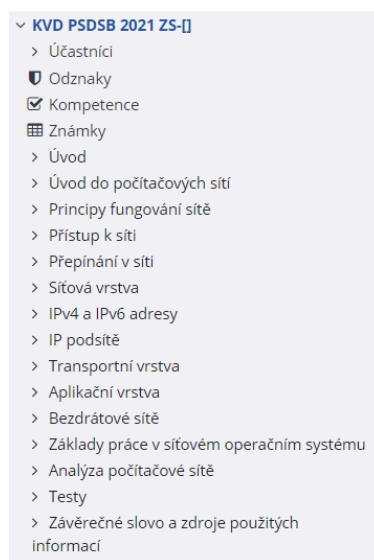 KVD PSDSB 2021 ZS-[]
Účastníci
Odznaky
Kompetence
Známky
Úvod
Úvod do počítačových sítí
Principy fungování sítě
Přístup k síti
Přepínání v síti
Síťová vrstva
IPv4 a IPv6 adresy
IP podsítě
Transportní vrstva
Aplikační vrstva
Bezdrátové sítě
Základy práce v síťovém operačním systému
Analýza počítačové sítě
Testy
Závěrečné slovo a zdroje použitých
informací